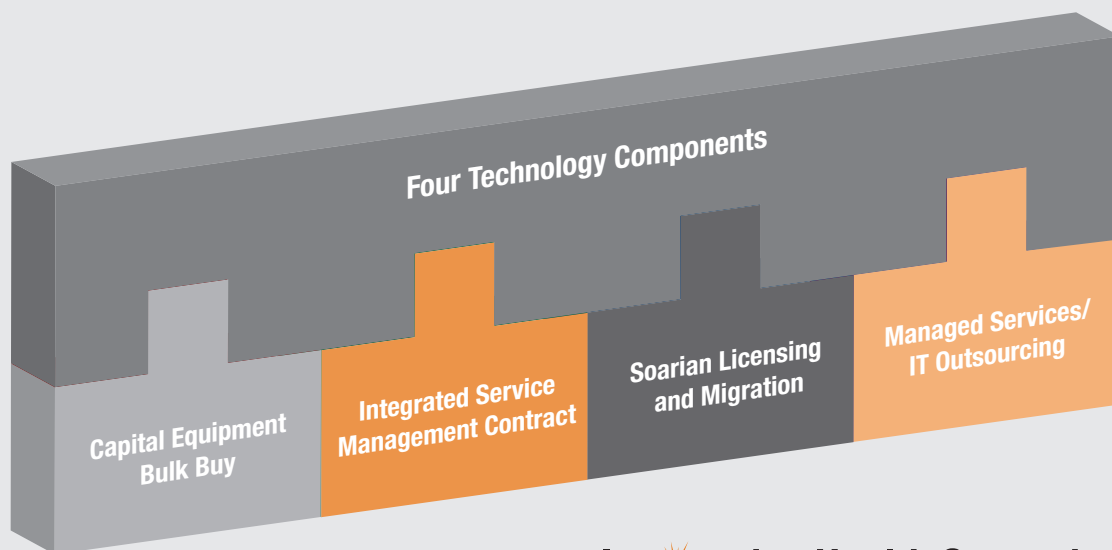 Four Technology Components
Capital Equipment
Bulk Buy
Integrated Service
Management Contract
Soarian Licensing
and Migration
Managed Services/
IT Outsourcing